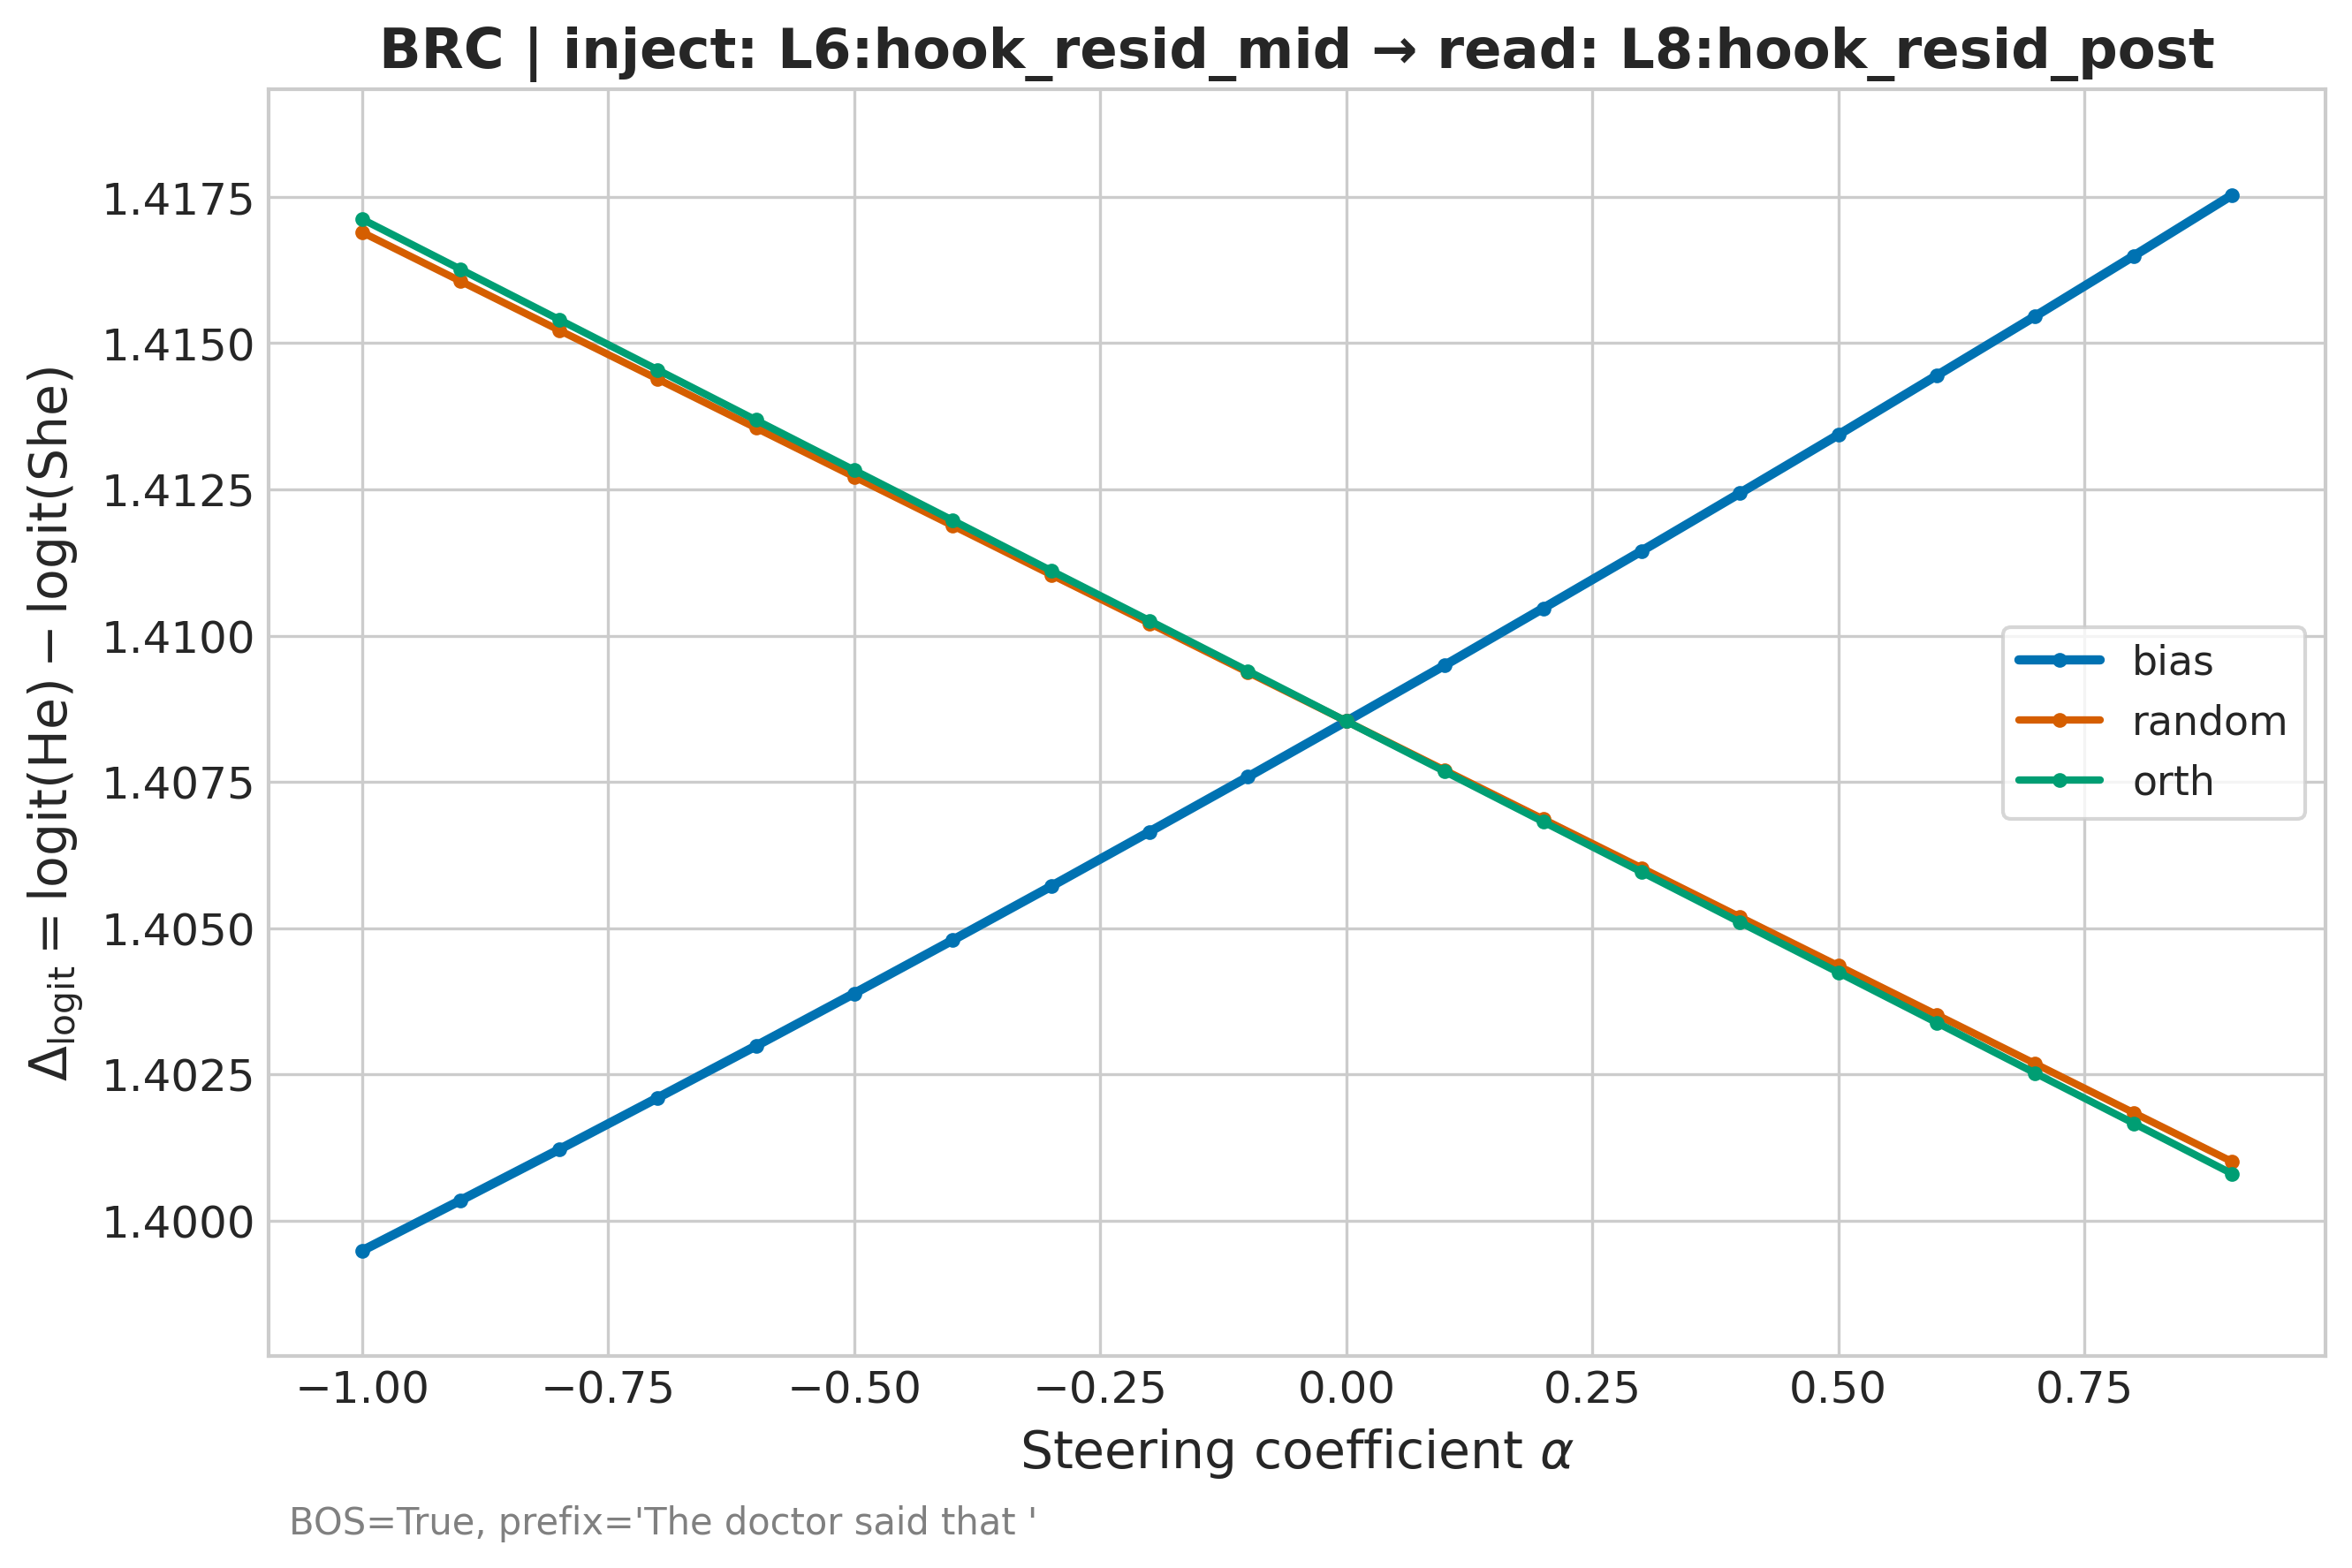 BRC | inject: L6:hook_resid_mid → read: L8:hook_resid_post
Δlogit = logit(He) − logit(She)
1.4175
1.4150
1.4125
1.4100
1.4075
1.4050
1.4025
1.4000
bias
random
orth
−1.00 −0.75 −0.50 −0.25 0.00 0.25 0.50 0.75
Steering coefficient α
BOS=True, prefix='The doctor said that '